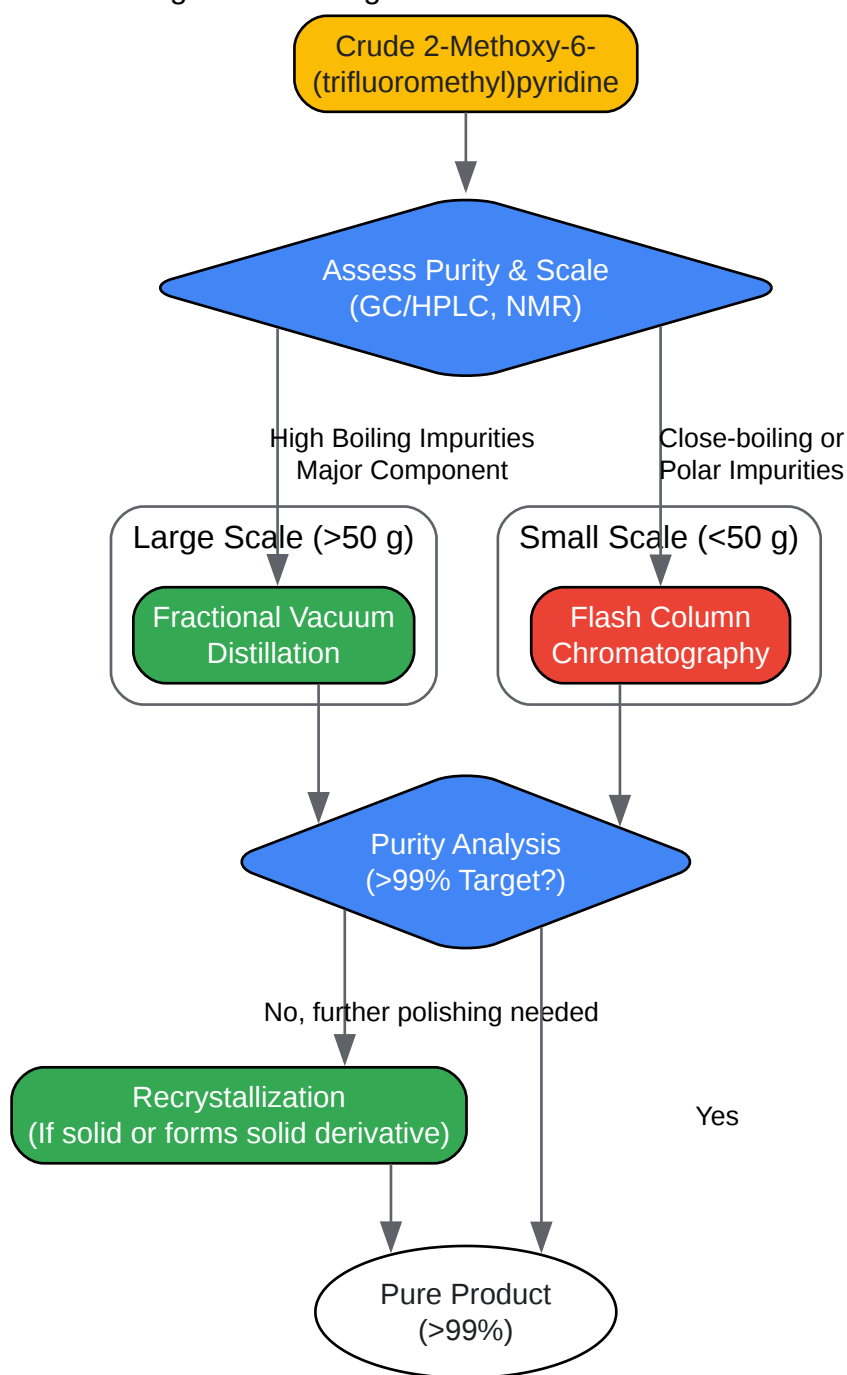 Crude 2-Methoxy-6-
(trifluoromethyl)pyridine
Assess Purity & Scale
(GC/HPLC, NMR)
High Boiling Impurities
Major Component
Close-boiling or
Polar Impurities
Large Scale (>50 g)
Small Scale (<50 g)
Fractional Vacuum
Distillation
Flash Column
Chromatography
Purity Analysis
(>99% Target?)
No, further polishing needed
Recrystallization
(If solid or forms solid derivative)
Yes
Pure Product
(>99%)